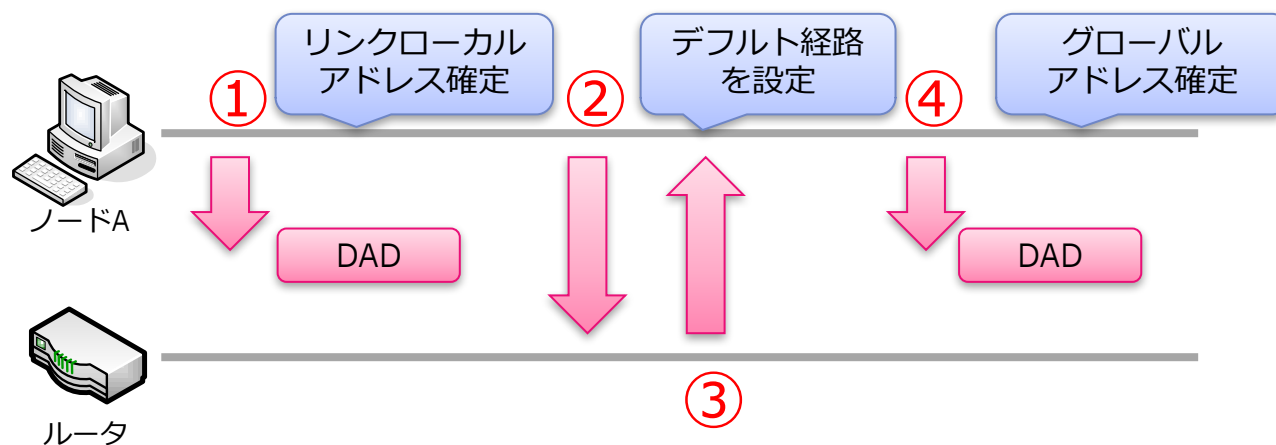 リンクローカル
アドレス確定
デフルト経路
を設定
グローバル
アドレス確定
①
②
④
ノードA
DAD
DAD
③
ルータ